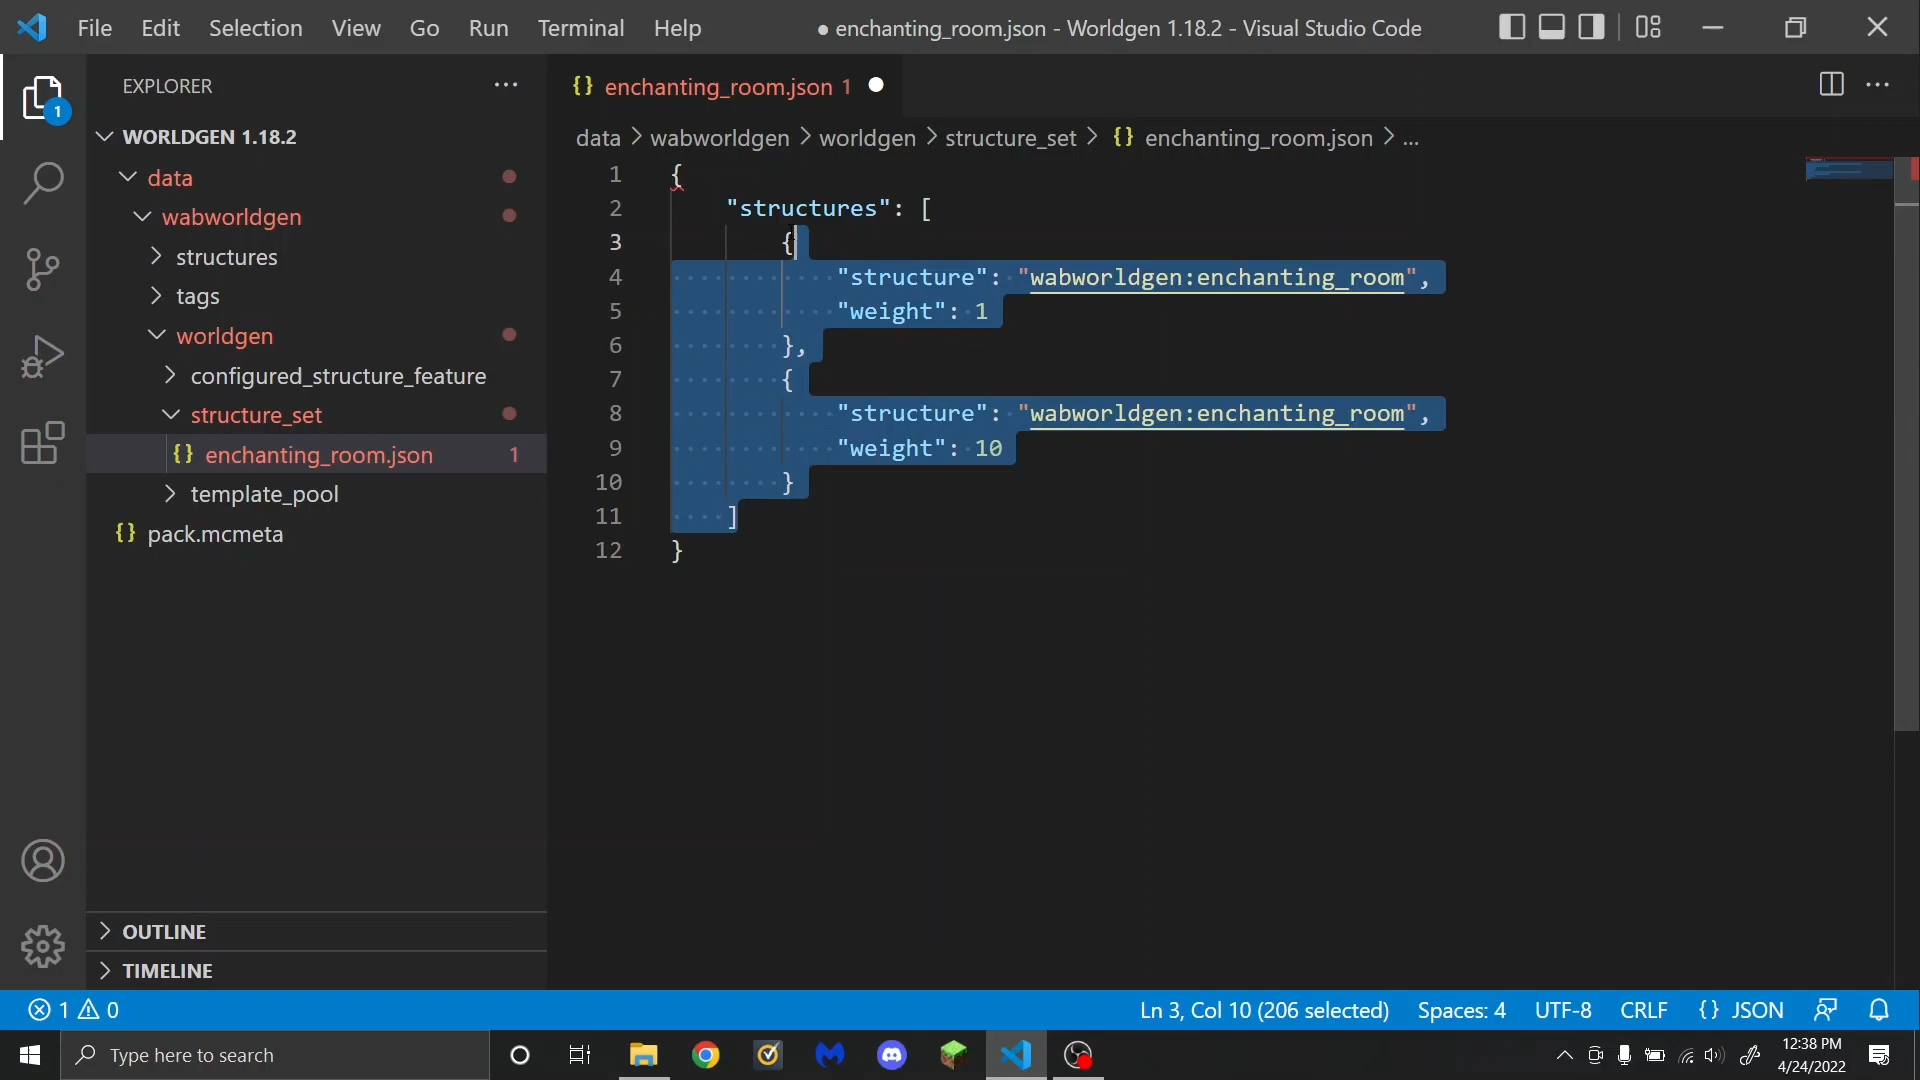 File Edit Selection View Go Run Terminal Help
● enchanting_room.json - Worldgen 1.18.2 - Visual Studio Code
EXPLORER
1
WORLDGEN 1.18.2
data
wabworldgen
structures
tags
worldgen
configured_structure_feature
structure_set
{} enchanting_room.json 1
template_pool
{} pack.mcmeta
OUTLINE
TIMELINE
{} enchanting_room.json 1
data > wabworldgen > worldgen > structure_set > {} enchanting_room.json > ...
1 {
2 "structures": [
3 {
4 "structure": "wabworldgen:enchanting_room",
5 "weight": 1
6 },
7 {
8 "structure": "wabworldgen:enchanting_room",
9 "weight": 10
10 }
11 ]
12 }
1 0
Ln 3, Col 10 (206 selected) Spaces: 4 UTF-8 CRLF {} JSON
Type here to search
12:38 PM
4/24/2022